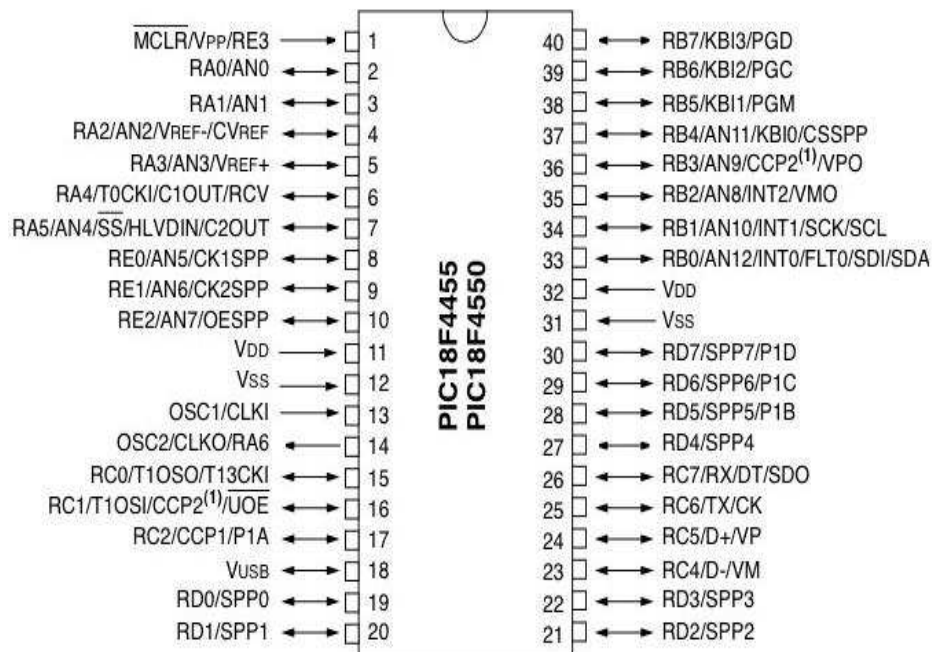 MCLR/VPP/RE3 1
RA0/AN0 2
RA1/AN1 3
RA2/AN2/VREF-/CVREF 4
RA3/AN3/VREF+ 5
RA4/T0CKI/C1OUT/RCV 6
RA5/AN4/SS/HLVDIN/C2OUT 7
RE0/AN5/CK1SPP 8
RE1/AN6/CK2SPP 9
RE2/AN7/OESPP 10
VDD 11
VSS 12
OSC1/CLKI 13
OSC2/CLKO/RA6 14
RC0/T1OSO/T13CKI 15
RC1/T1OSI/CCP2(1)/UOE 16
RC2/CCP1/P1A 17
VUSB 18
RD0/SPP0 19
RD1/SPP1 20
PIC18F4455
PIC18F4550
40 RB7/KBI3/PGD
39 RB6/KBI2/PGC
38 RB5/KBI1/PGM
37 RB4/AN11/KBI0/CSSPP
36 RB3/AN9/CCP2(1)/VPO
35 RB2/AN8/INT2/VMO
34 RB1/AN10/INT1/SCK/SCL
33 RB0/AN12/INT0/FLT0/SDI/SDA
32 VDD
31 VSS
30 RD7/SPP7/P1D
29 RD6/SPP6/P1C
28 RD5/SPP5/P1B
27 RD4/SPP4
26 RC7/RX/DT/SDO
25 RC6/TX/CK
24 RC5/D+/VP
23 RC4/D-/VM
22 RD3/SPP3
21 RD2/SPP2